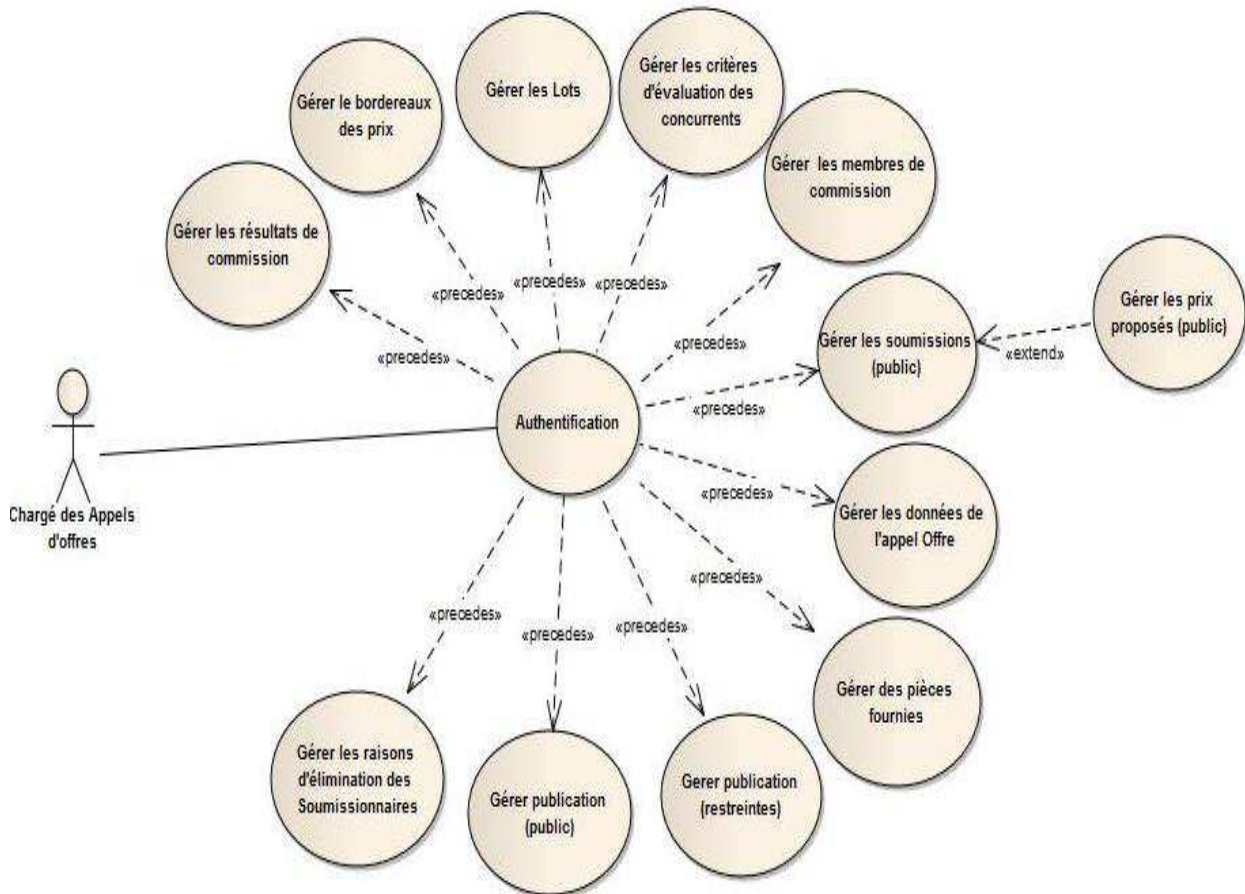 Gérer les critères
d'évaluation des
concurrents
Gérer les Lots
Gérer le bordereaux
des prix
Gérer  les membres de
commission
Gérer les résultats de
commission
Gérer les prix
proposés (public)
Gérer les soumissions
(public)
«extend»
«precedes»
«precedes»
«precedes»
«precedes»
«precedes»
«precedes»
Authentification
Chargé des Appels
d'offres
«precedes»
Gérer les données de
l'appel Offre
«precedes»
«precedes»
«precedes»
«precedes»
Gérer des pièces
fournies
Gérer les raisons
d'élimination des
Soumissionnaires
Gérer publication
(public)
Gerer publication
(restreintes)